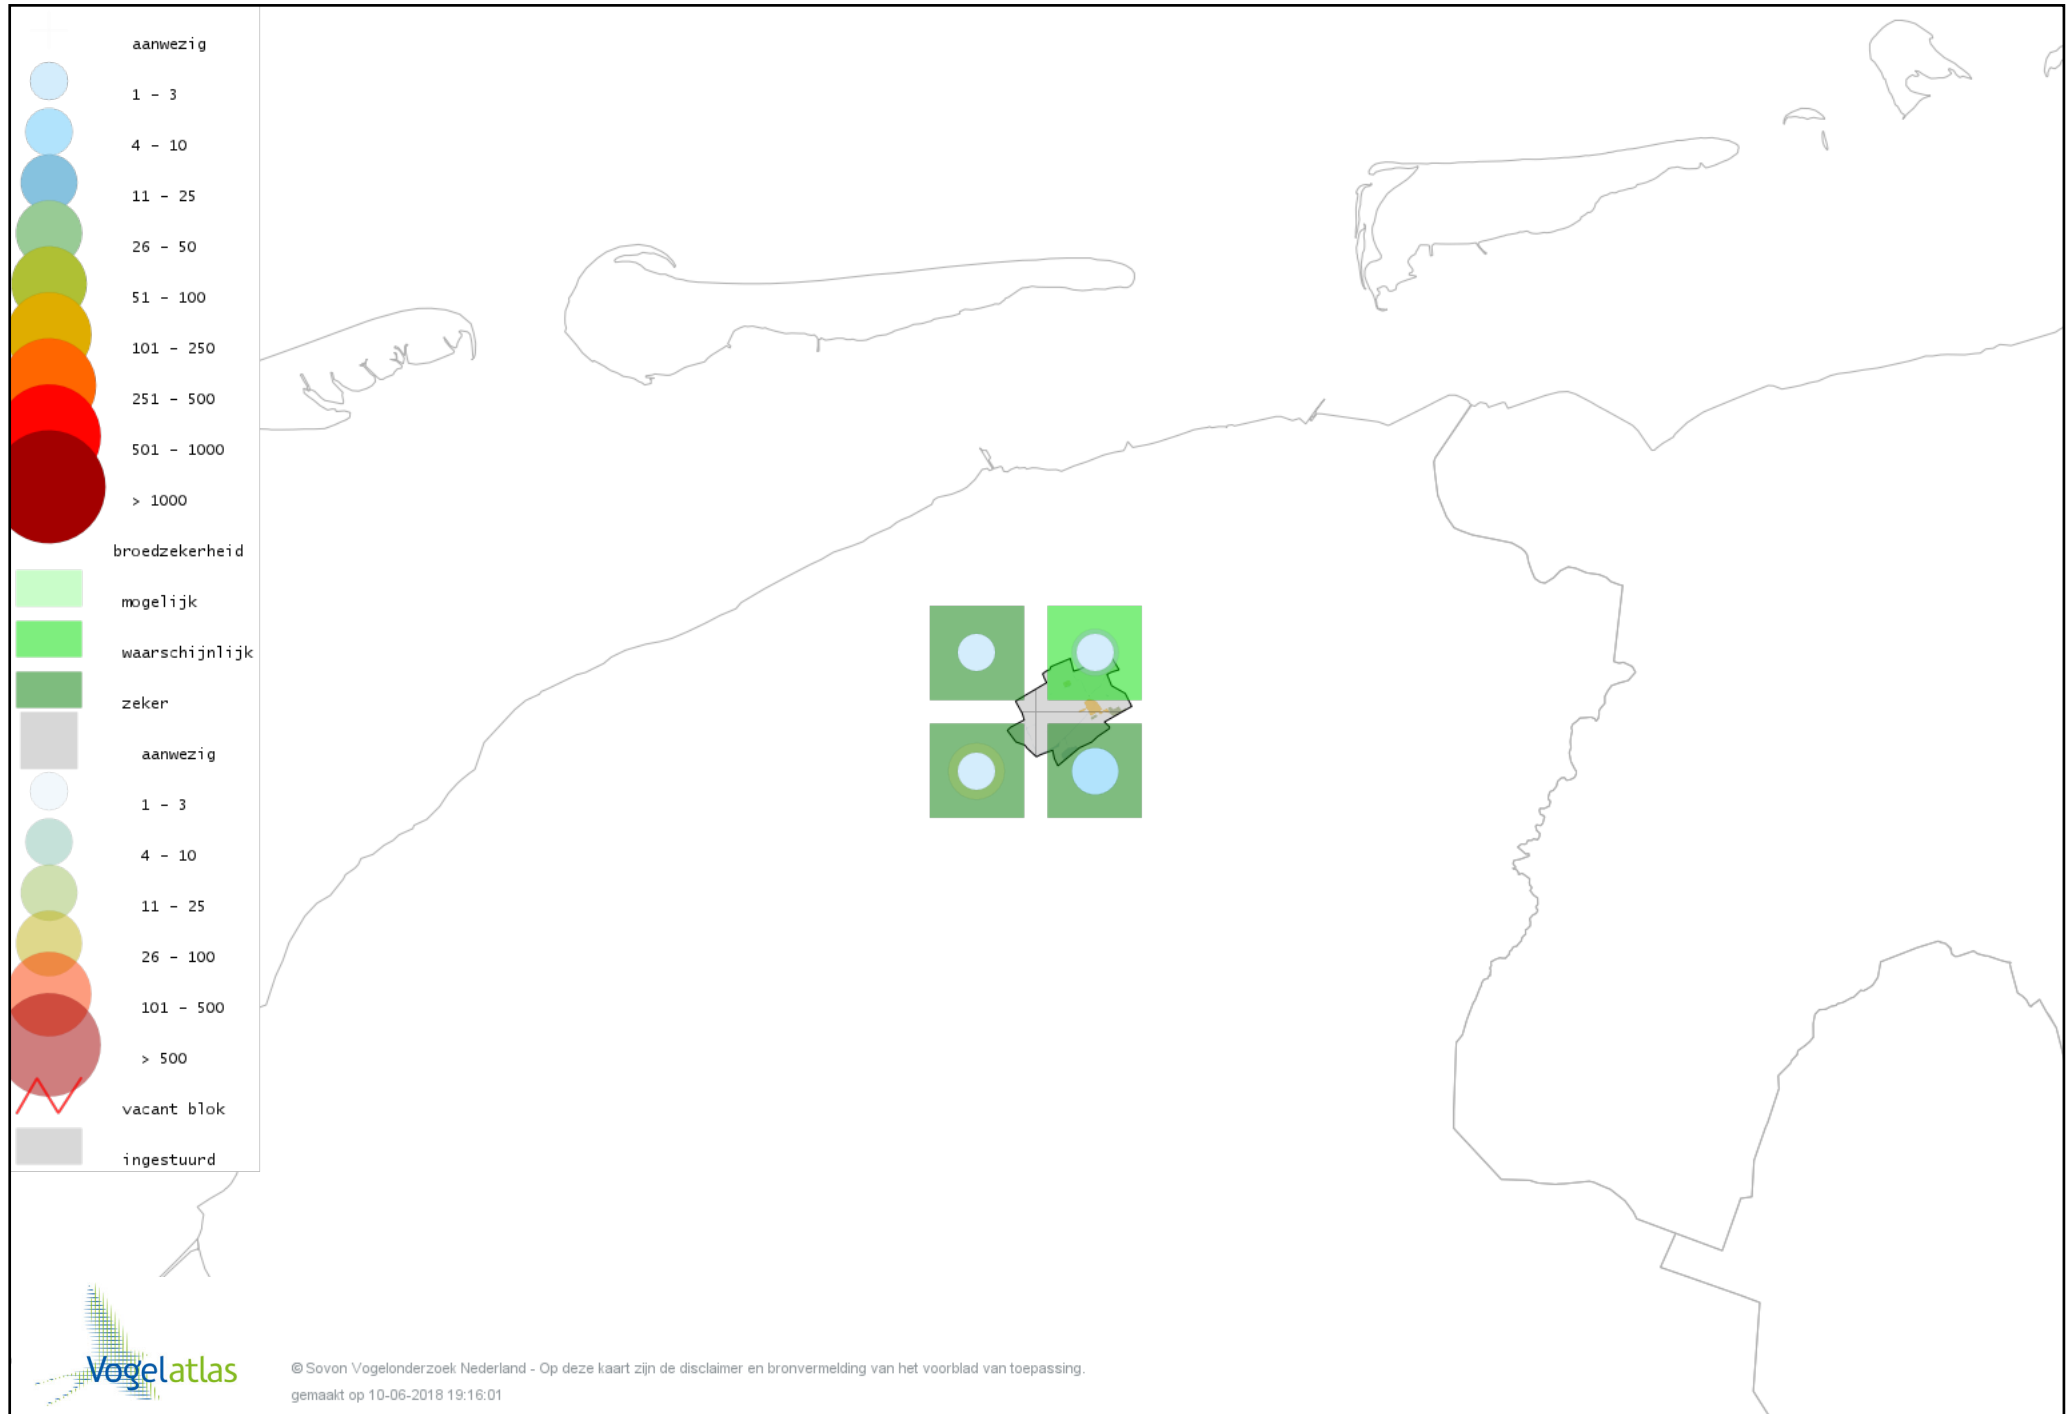 aanwezig
1 - 3
4 - 10
11 - 25
26 - 50
51 - 100
101 - 250
251 - 500
501 - 1000
> 1000
broedzekerheid
mogelijk
waarschijnlijk
zeker
aanwezig
1 - 3
4 - 10
11 - 25
26 - 100
101 - 500
> 500
vacant blok
ingestuurd
Vogelatlas
© Sovon Vogelonderzoek Nederland - Op deze kaart zijn de disclaimer en bronvermelding van het voorblad van toepassing.
gemaakt op 10-06-2018 19:16:01